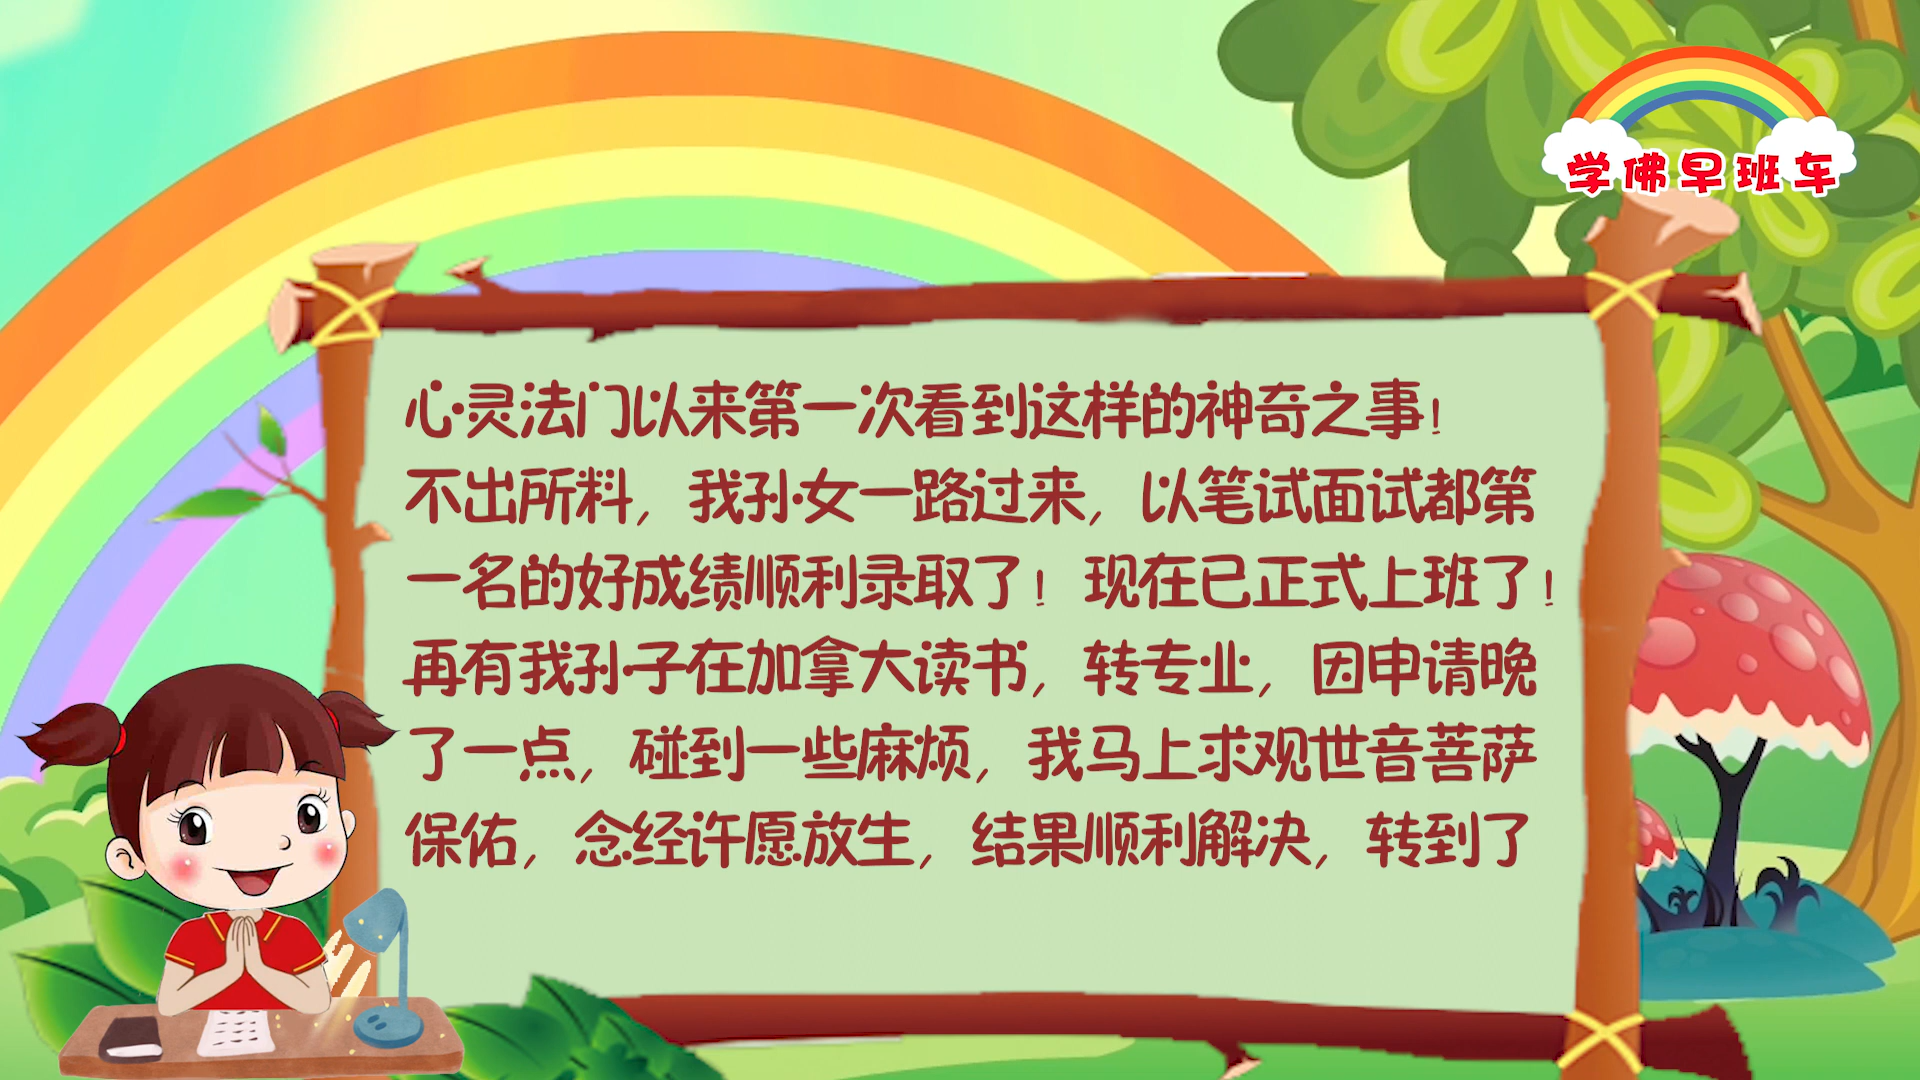 学佛早班车
心灵法门以来第一次看到这样的神奇之事！
不出所料，我孙女一路过来，以笔试面试都第
一名的好成绩顺利录取了！现在已正式上班了！
再有我孙子在加拿大读书，转专业，因申请晚
了一点，碰到一些麻烦，我马上求观世音菩萨
保佑，念经许愿放生，结果顺利解决，转到了